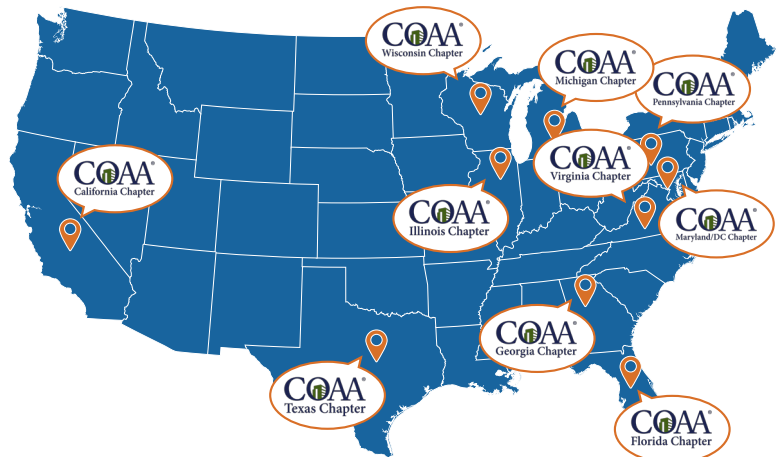 COAA®
Wisconsin Chapter
COAA®
Michigan Chapter
COAA®
Pennsylvania Chapter
COAA®
California Chapter
COAA®
Virginia Chapter
COAA®
Illinois Chapter
COAA®
Maryland/DC Chapter
COAA®
Georgia Chapter
COAA®
Texas Chapter
COAA®
Florida Chapter